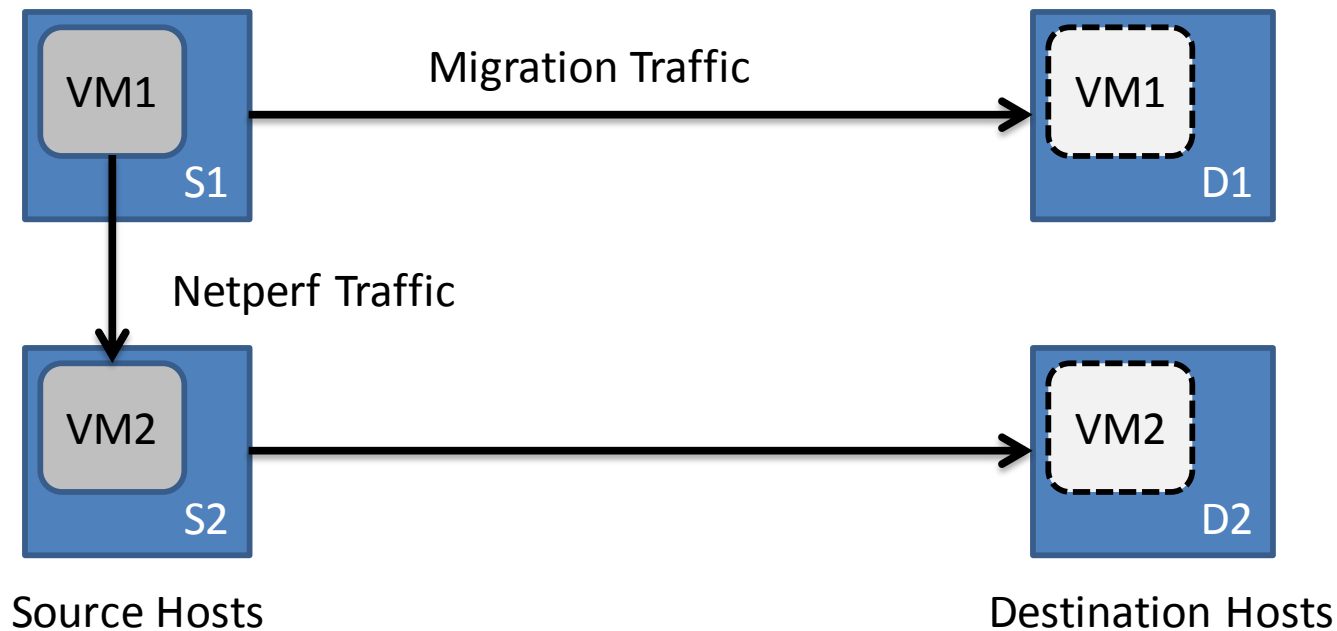 VM1
Migration Traffic
VM1
S1
D1
Netperf Traffic
VM2
VM2
S2
D2
Source Hosts
Destination Hosts